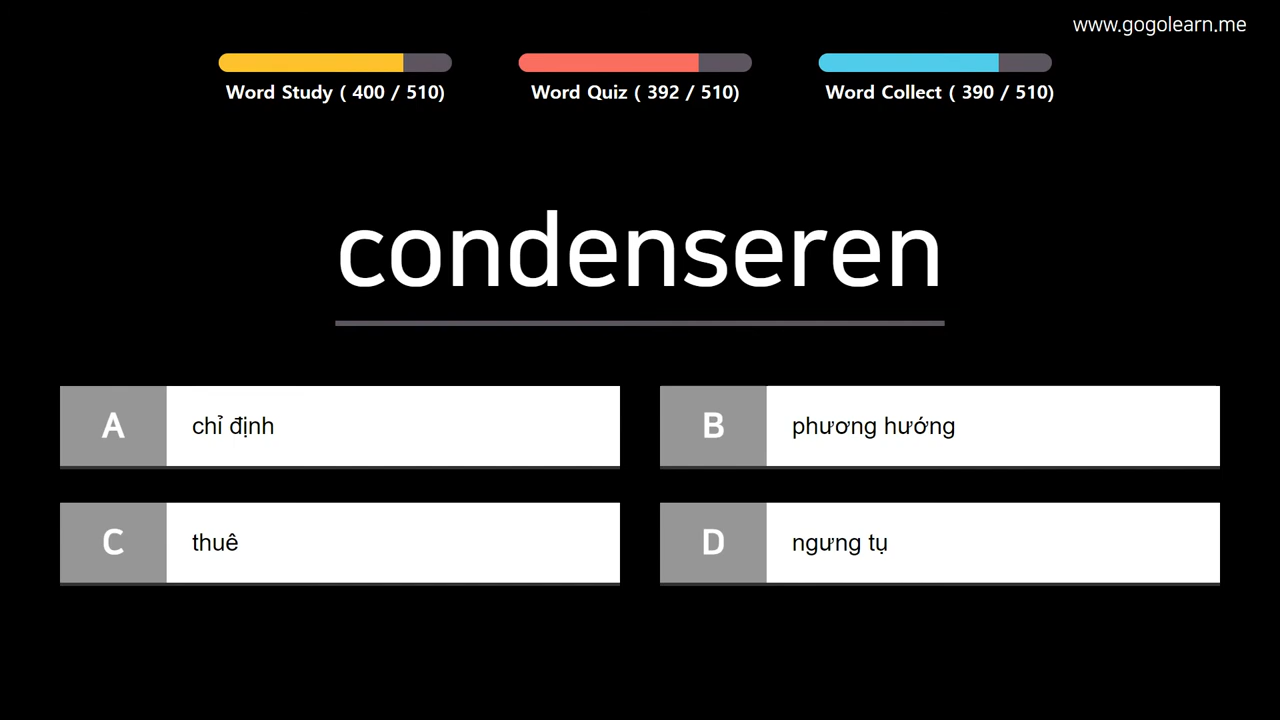 www.gogolearn.me
Word Study ( 400 / 510)
Word Quiz ( 392 / 510)
Word Collect ( 390 / 510)
condenseren
A chỉ định
B phương hướng
C thuê
D ngưng tụ